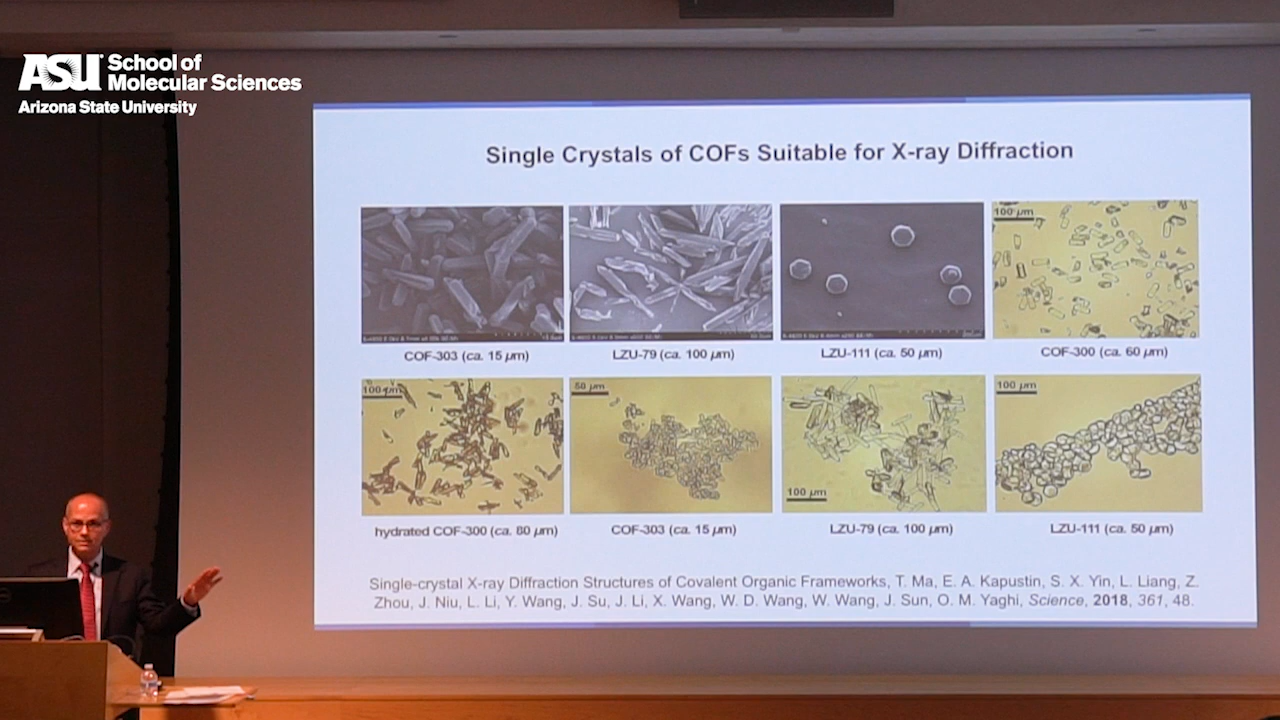 ASU School of
Molecular Sciences
Arizona State University
Single Crystals of COFs Suitable for X-ray Diffraction
100 µm
COF-303 (ca. 15 µm)
LZU-79 (ca. 100 µm)
LZU-111 (ca. 50 µm)
COF-300 (ca. 60 µm)
100 µm
50 µm
100 µm
100 µm
hydrated COF-300 (ca. 80 µm)
COF-303 (ca. 15 µm)
LZU-79 (ca. 100 µm)
LZU-111 (ca. 50 µm)
Single-crystal X-ray Diffraction Structures of Covalent Organic Frameworks, T. Ma, E. A. Kapustin, S. X. Yin, L. Liang, Z.
Zhou, J. Niu, L. Li, Y. Wang, J. Su, J. Li, X. Wang, W. D. Wang, W. Wang, J. Sun, O. M. Yaghi, Science, 2018, 361, 48.